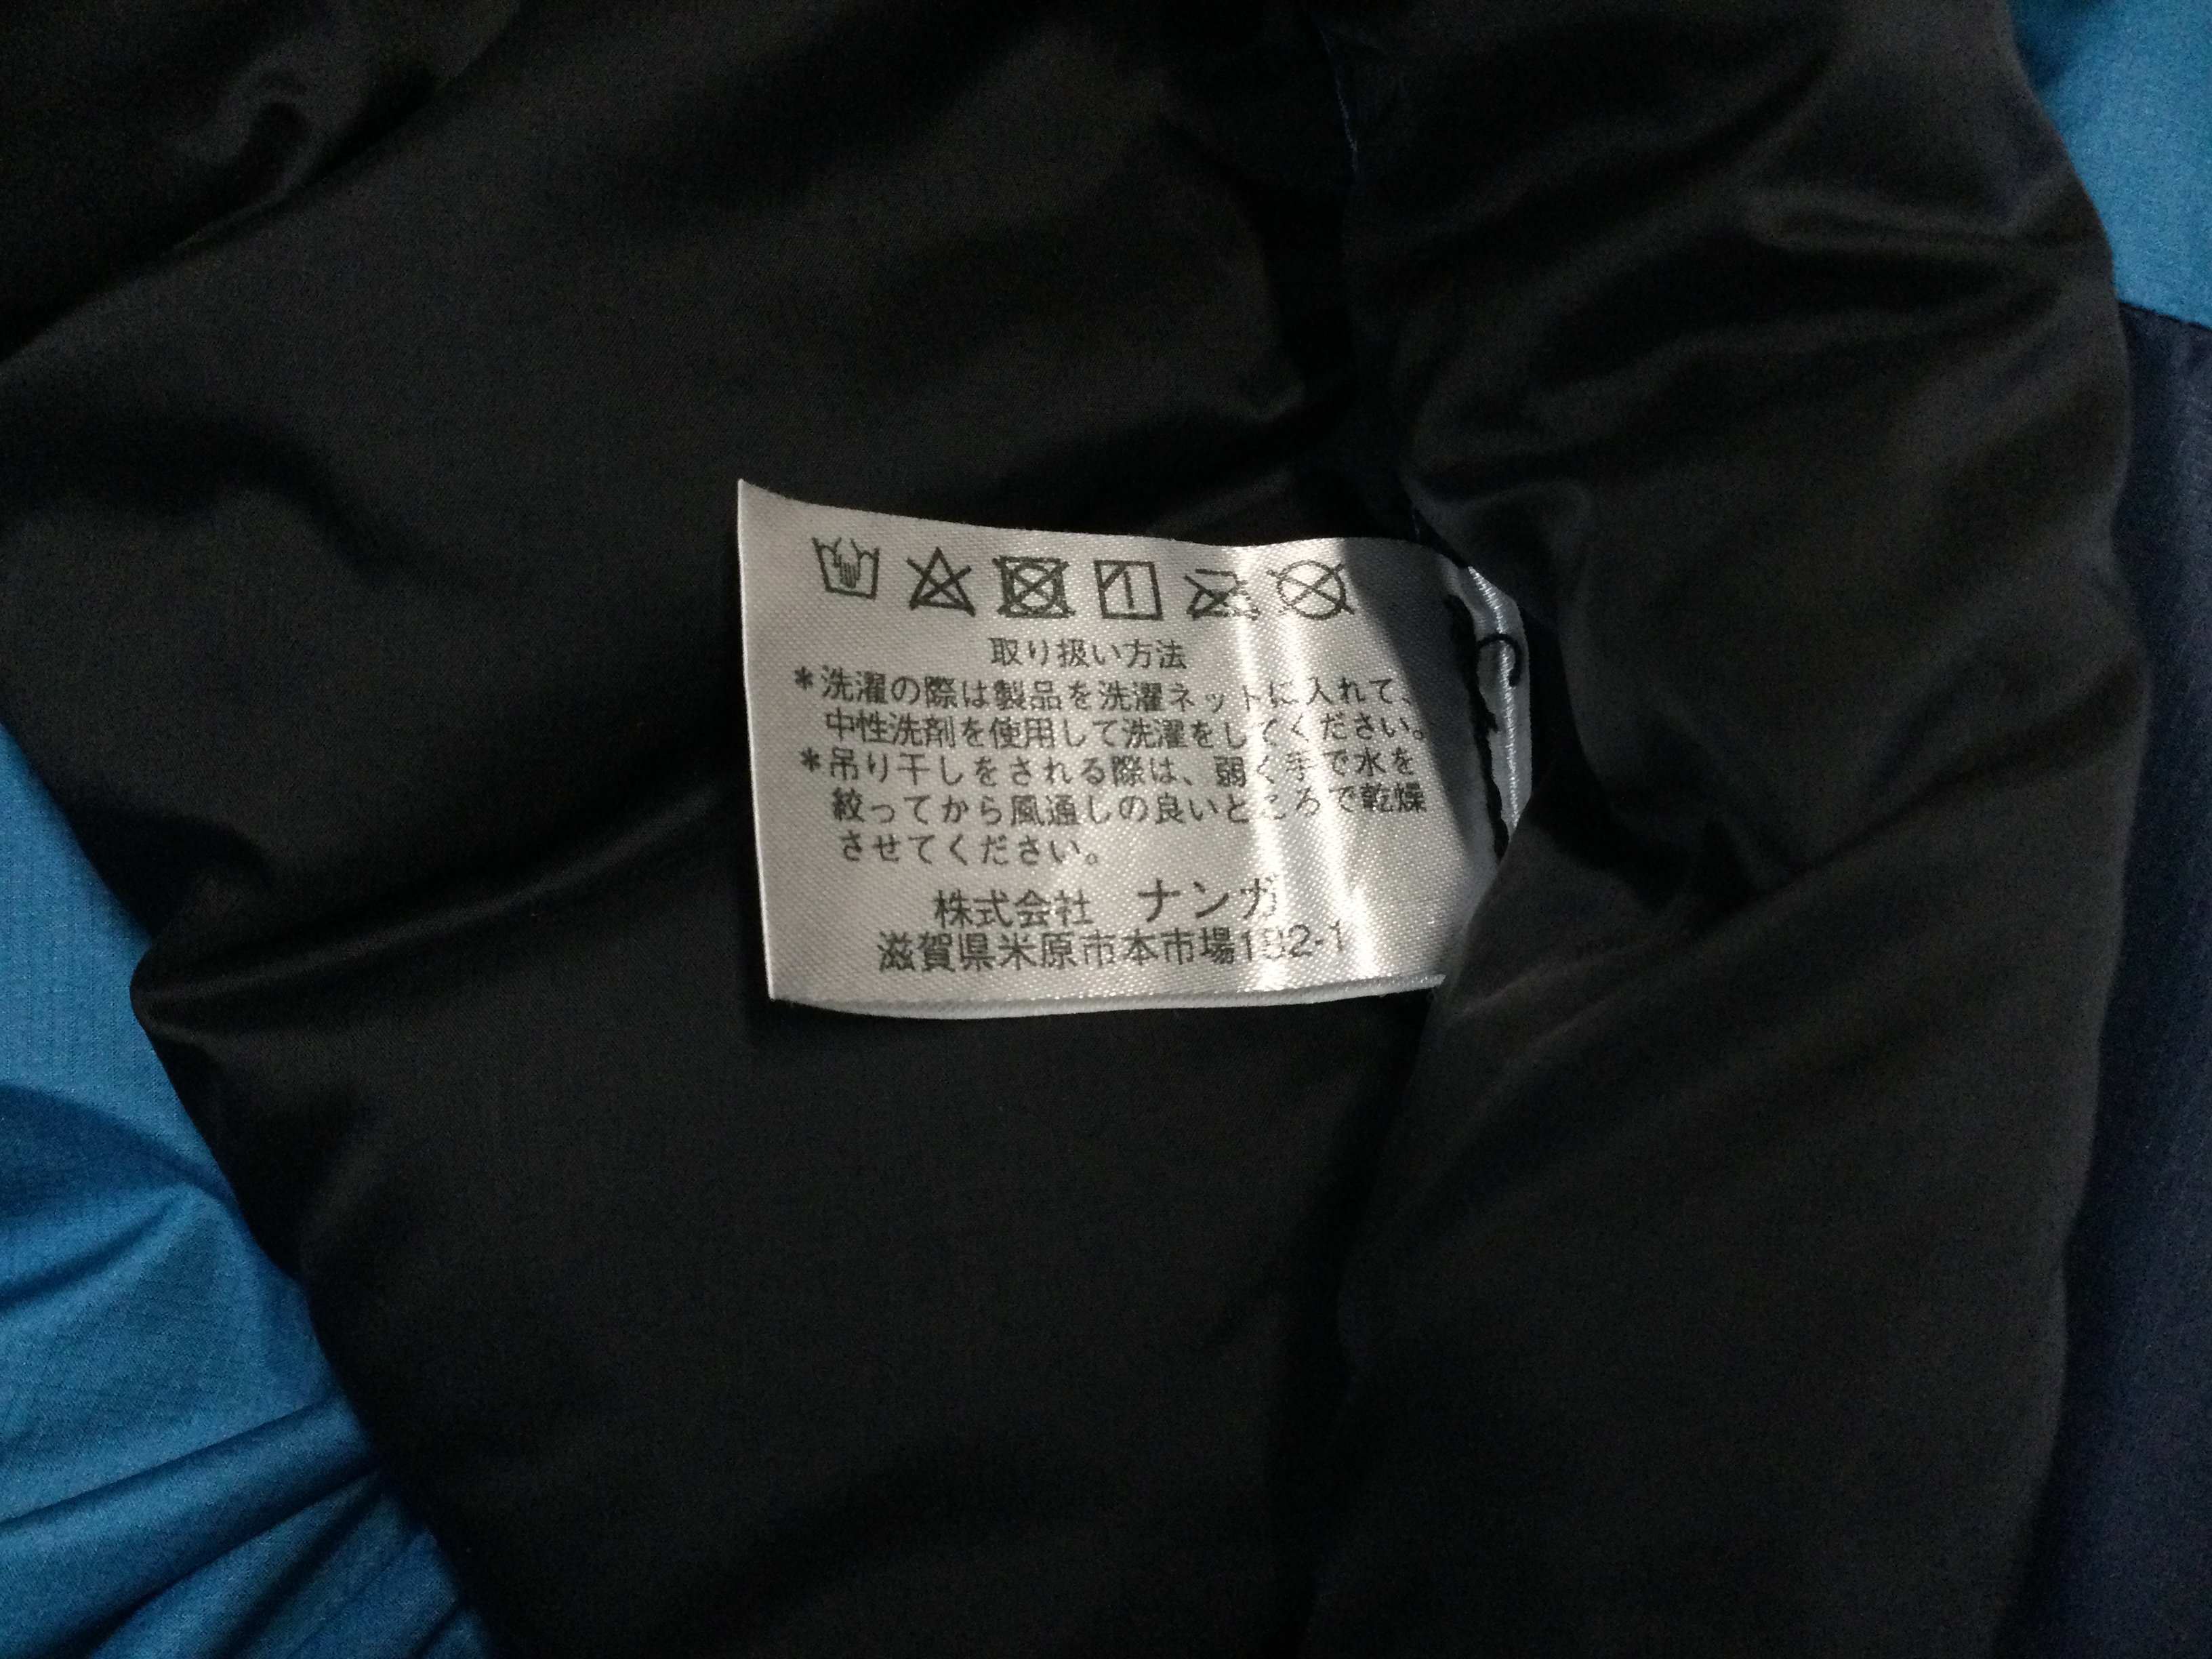 取り扱い方法
*洗濯の際は製品を洗濯ネットに入れて、
中性洗剤を使用して洗濯をしてください。
*吊り干しをされる際は、弱く手で水を
絞ってから風通しの良いところで乾燥
させてください。
株式会社 ナンガ
滋賀県米原市本市場182-1